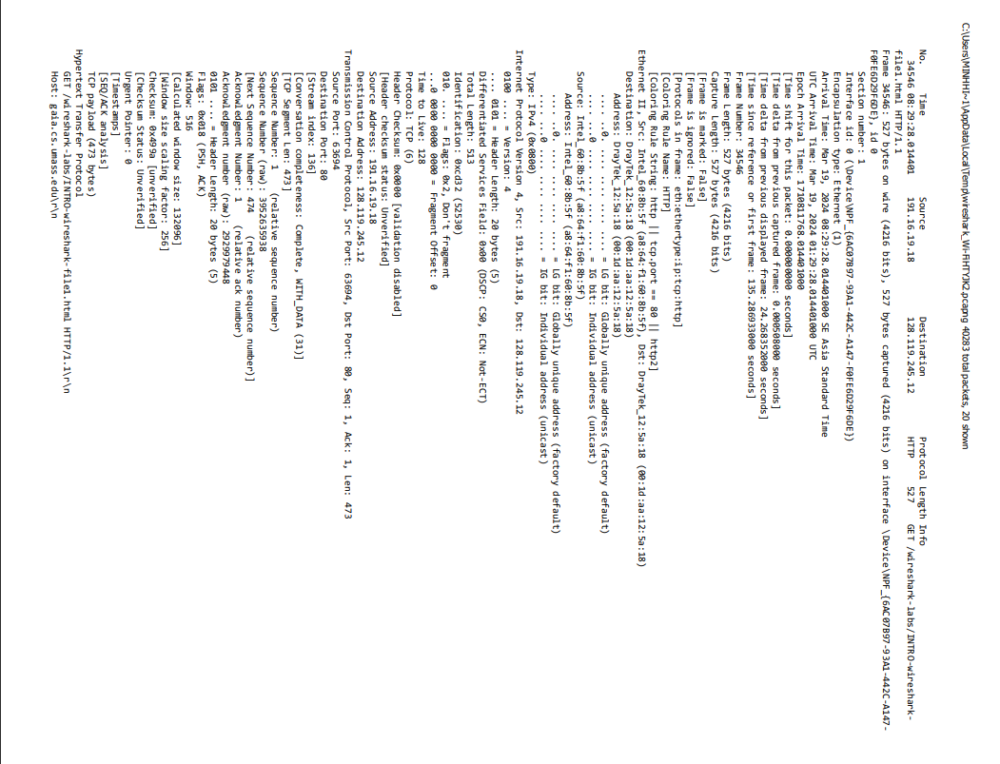 C:\Users\MINHHI~1\AppData\Local\Temp\wireshark_Wi-FiHTYJK2.pcapng 40283 total packets, 20 shown
No. Time Source Destination Protocol Length Info
34546 08:29:28.014401 191.16.19.18 128.119.245.12 HTTP 527 GET /wireshark-labs/INTRO-wireshark-
file1.html HTTP/1.1
Frame 34546: 527 bytes on wire (4216 bits), 527 bytes captured (4216 bits) on interface \Device\NPF_{6AC07B97-93A1-442C-A147-
F0FE6D29F6DE}, id 0
Section number: 1
Interface id: 0 (\Device\NPF_{6AC07B97-93A1-442C-A147-F0FE6D29F6DE})
Encapsulation type: Ethernet (1)
Arrival Time: Mar 19, 2024 08:29:28.014401000 SE Asia Standard Time
UTC Arrival Time: Mar 19, 2024 01:29:28.014401000 UTC
Epoch Arrival Time: 1710811768.014401000
[Time shift for this packet: 0.000000000 seconds]
[Time delta from previous captured frame: 0.000508000 seconds]
[Time delta from previous displayed frame: 24.268352000 seconds]
[Time since reference or first frame: 135.286933000 seconds]
Frame Number: 34546
Frame Length: 527 bytes (4216 bits)
Capture Length: 527 bytes (4216 bits)
[Frame is marked: False]
[Frame is ignored: False]
[Protocols in frame: eth:ethertype:ip:tcp:http]
[Coloring Rule Name: HTTP]
[Coloring Rule String: http || tcp.port == 80 || http2]
Ethernet II, Src: Intel_60:8b:5f (a8:64:f1:60:8b:5f), Dst: DrayTek_12:5a:18 (00:1d:aa:12:5a:18)
Destination: DrayTek_12:5a:18 (00:1d:aa:12:5a:18)
Address: DrayTek_12:5a:18 (00:1d:aa:12:5a:18)
.... ..0. .... .... .... .... = LG bit: Globally unique address (factory default)
.... ...0 .... .... .... .... = IG bit: Individual address (unicast)
Source: Intel_60:8b:5f (a8:64:f1:60:8b:5f)
Address: Intel_60:8b:5f (a8:64:f1:60:8b:5f)
.... ..0. .... .... .... .... = LG bit: Globally unique address (factory default)
.... ...0 .... .... .... .... = IG bit: Individual address (unicast)
Type: IPv4 (0x0800)
Internet Protocol Version 4, Src: 191.16.19.18, Dst: 128.119.245.12
0100 .... = Version: 4
.... 0101 = Header Length: 20 bytes (5)
Differentiated Services Field: 0x00 (DSCP: CS0, ECN: Not-ECT)
Total Length: 513
Identification: 0xcd32 (52530)
010. .... = Flags: 0x2, Don't fragment
...0 0000 0000 0000 = Fragment Offset: 0
Time to Live: 128
Protocol: TCP (6)
Header Checksum: 0x0000 [validation disabled]
[Header checksum status: Unverified]
Source Address: 191.16.19.18
Destination Address: 128.119.245.12
Transmission Control Protocol, Src Port: 63694, Dst Port: 80, Seq: 1, Ack: 1, Len: 473
Source Port: 63694
Destination Port: 80
[Stream index: 136]
[Conversation completeness: Complete, WITH_DATA (31)]
[TCP Segment Len: 473]
Sequence Number: 1 (relative sequence number)
Sequence Number (raw): 3952635938
[Next Sequence Number: 474 (relative sequence number)]
Acknowledgment Number: 1 (relative ack number)
Acknowledgment number (raw): 2929979448
0101 .... = Header Length: 20 bytes (5)
Flags: 0x018 (PSH, ACK)
Window: 516
[Calculated window size: 132096]
[Window size scaling factor: 256]
Checksum: 0x499a [unverified]
[Checksum Status: Unverified]
Urgent Pointer: 0
[Timestamps]
[SEQ/ACK analysis]
TCP payload (473 bytes)
Hypertext Transfer Protocol
GET /wireshark-labs/INTRO-wireshark-file1.html HTTP/1.1\r\n
Host: gaia.cs.umass.edu\r\n